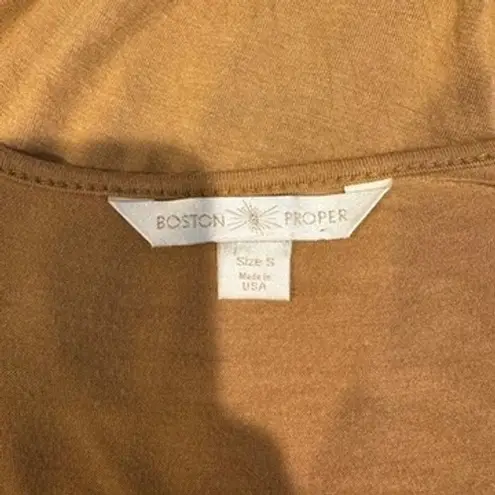 BOSTON PROPER
Size S
Made in
USA